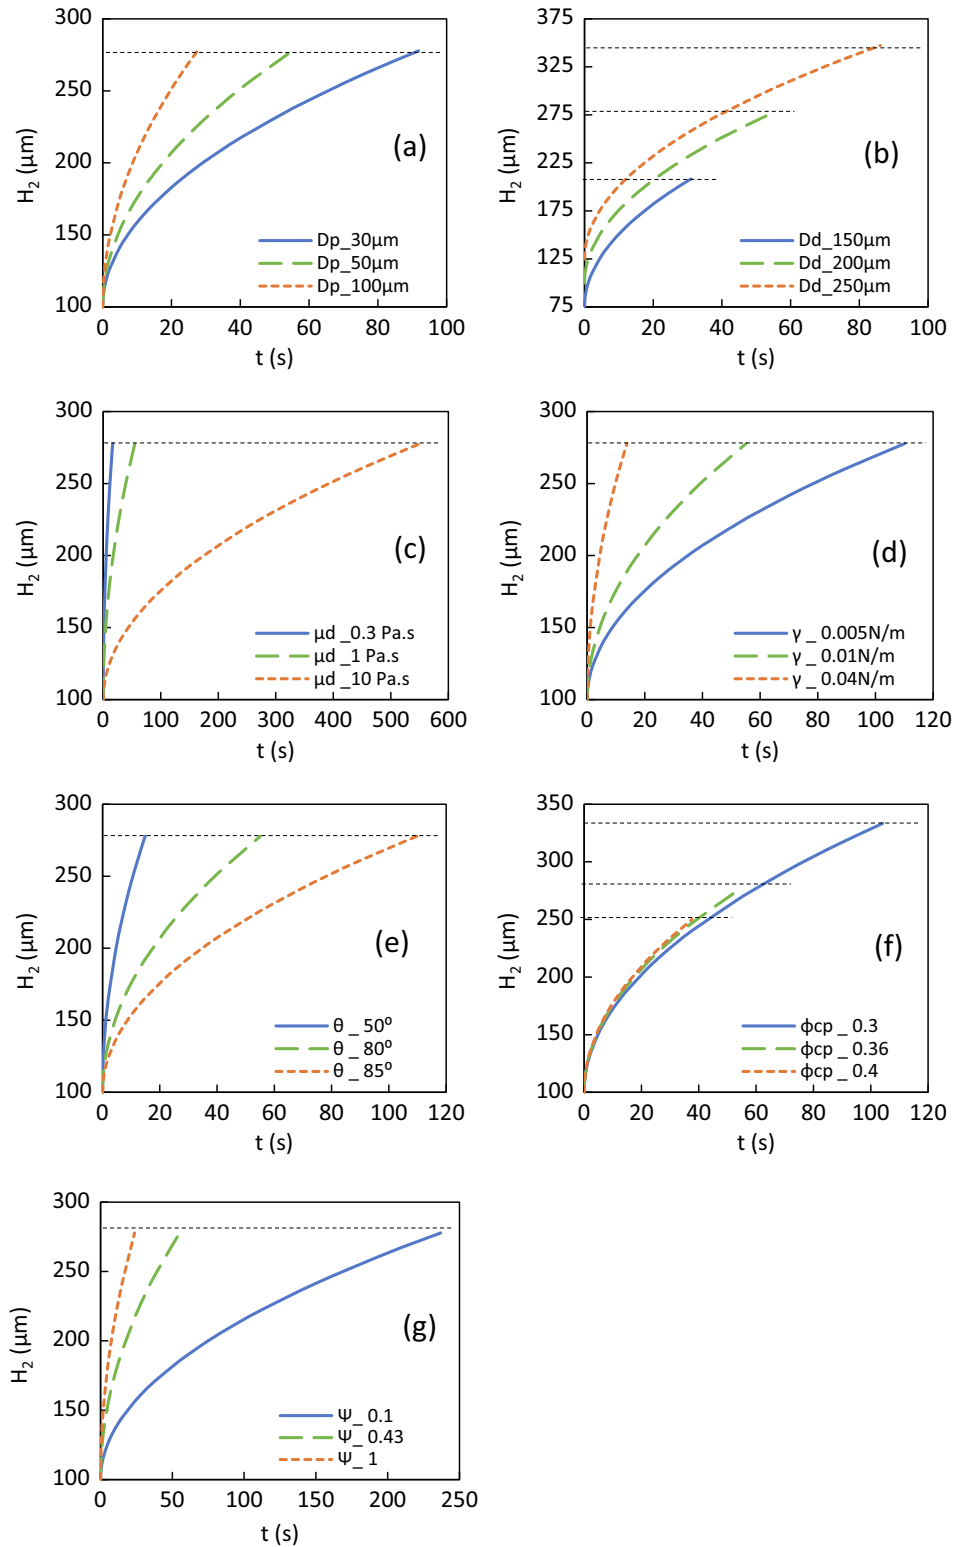 300
250
200
150
100
H2 (µm)
(a)
Dp_30µm
Dp_50µm
Dp_100µm
0 20 40 60 80 100
t (s)
375
325
275
225
175
125
75
H2 (µm)
(b)
Dd_150µm
Dd_200µm
Dd_250µm
0 20 40 60 80 100
t (s)
300
250
200
150
100
H2 (µm)
(c)
µd _0.3 Pa.s
µd _1 Pa.s
µd _10 Pa.s
0 100 200 300 400 500 600
t (s)
300
250
200
150
100
H2 (µm)
(d)
γ _ 0.005N/m
γ _ 0.01N/m
γ _ 0.04N/m
0 20 40 60 80 100 120
t (s)
300
250
200
150
100
H2 (µm)
(e)
θ _ 50º
θ _ 80º
θ _ 85º
0 20 40 60 80 100 120
t (s)
350
300
250
200
150
100
H2 (µm)
(f)
ϕcp _ 0.3
ϕcp _ 0.36
ϕcp _ 0.4
0 20 40 60 80 100 120
t (s)
300
250
200
150
100
H2 (µm)
(g)
Ψ_ 0.1
Ψ_ 0.43
Ψ_ 1
0 50 100 150 200 250
t (s)